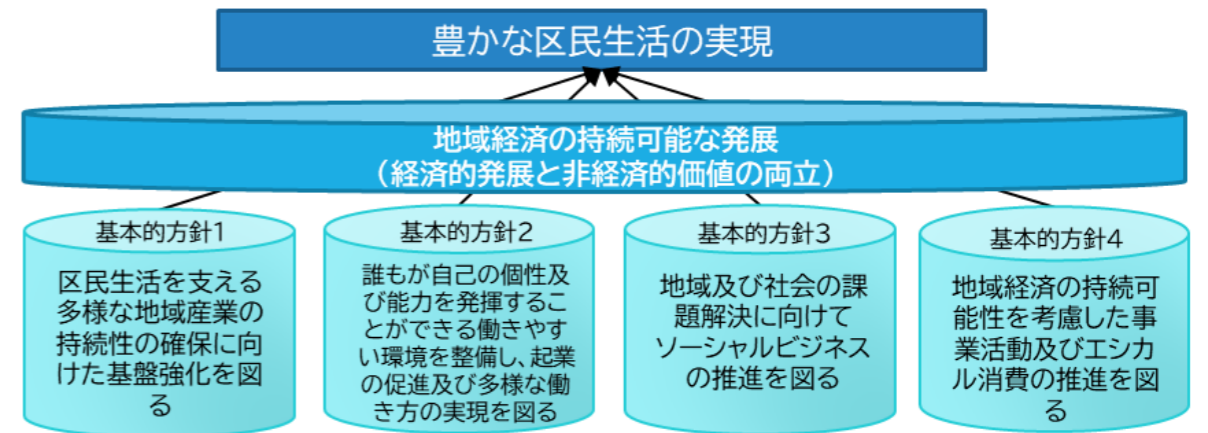 豊かな区民生活の実現
地域経済の持続可能な発展
（経済的発展と非経済的価値の両立）
基本的方針1
区民生活を支える
多様な地域産業の
持続性の確保に向
けた基盤強化を図
る
基本的方針2
誰もが自己の個性及
び能力を発揮するこ
とができる働きやす
い環境を整備し、起業
の促進及び多様な働
き方の実現を図る
基本的方針3
地域及び社会の課
題解決に向けて
ソーシャルビジネス
の推進を図る
基本的方針4
地域経済の持続可
能性を考慮した事
業活動及びエシカ
ル消費の推進を図
る